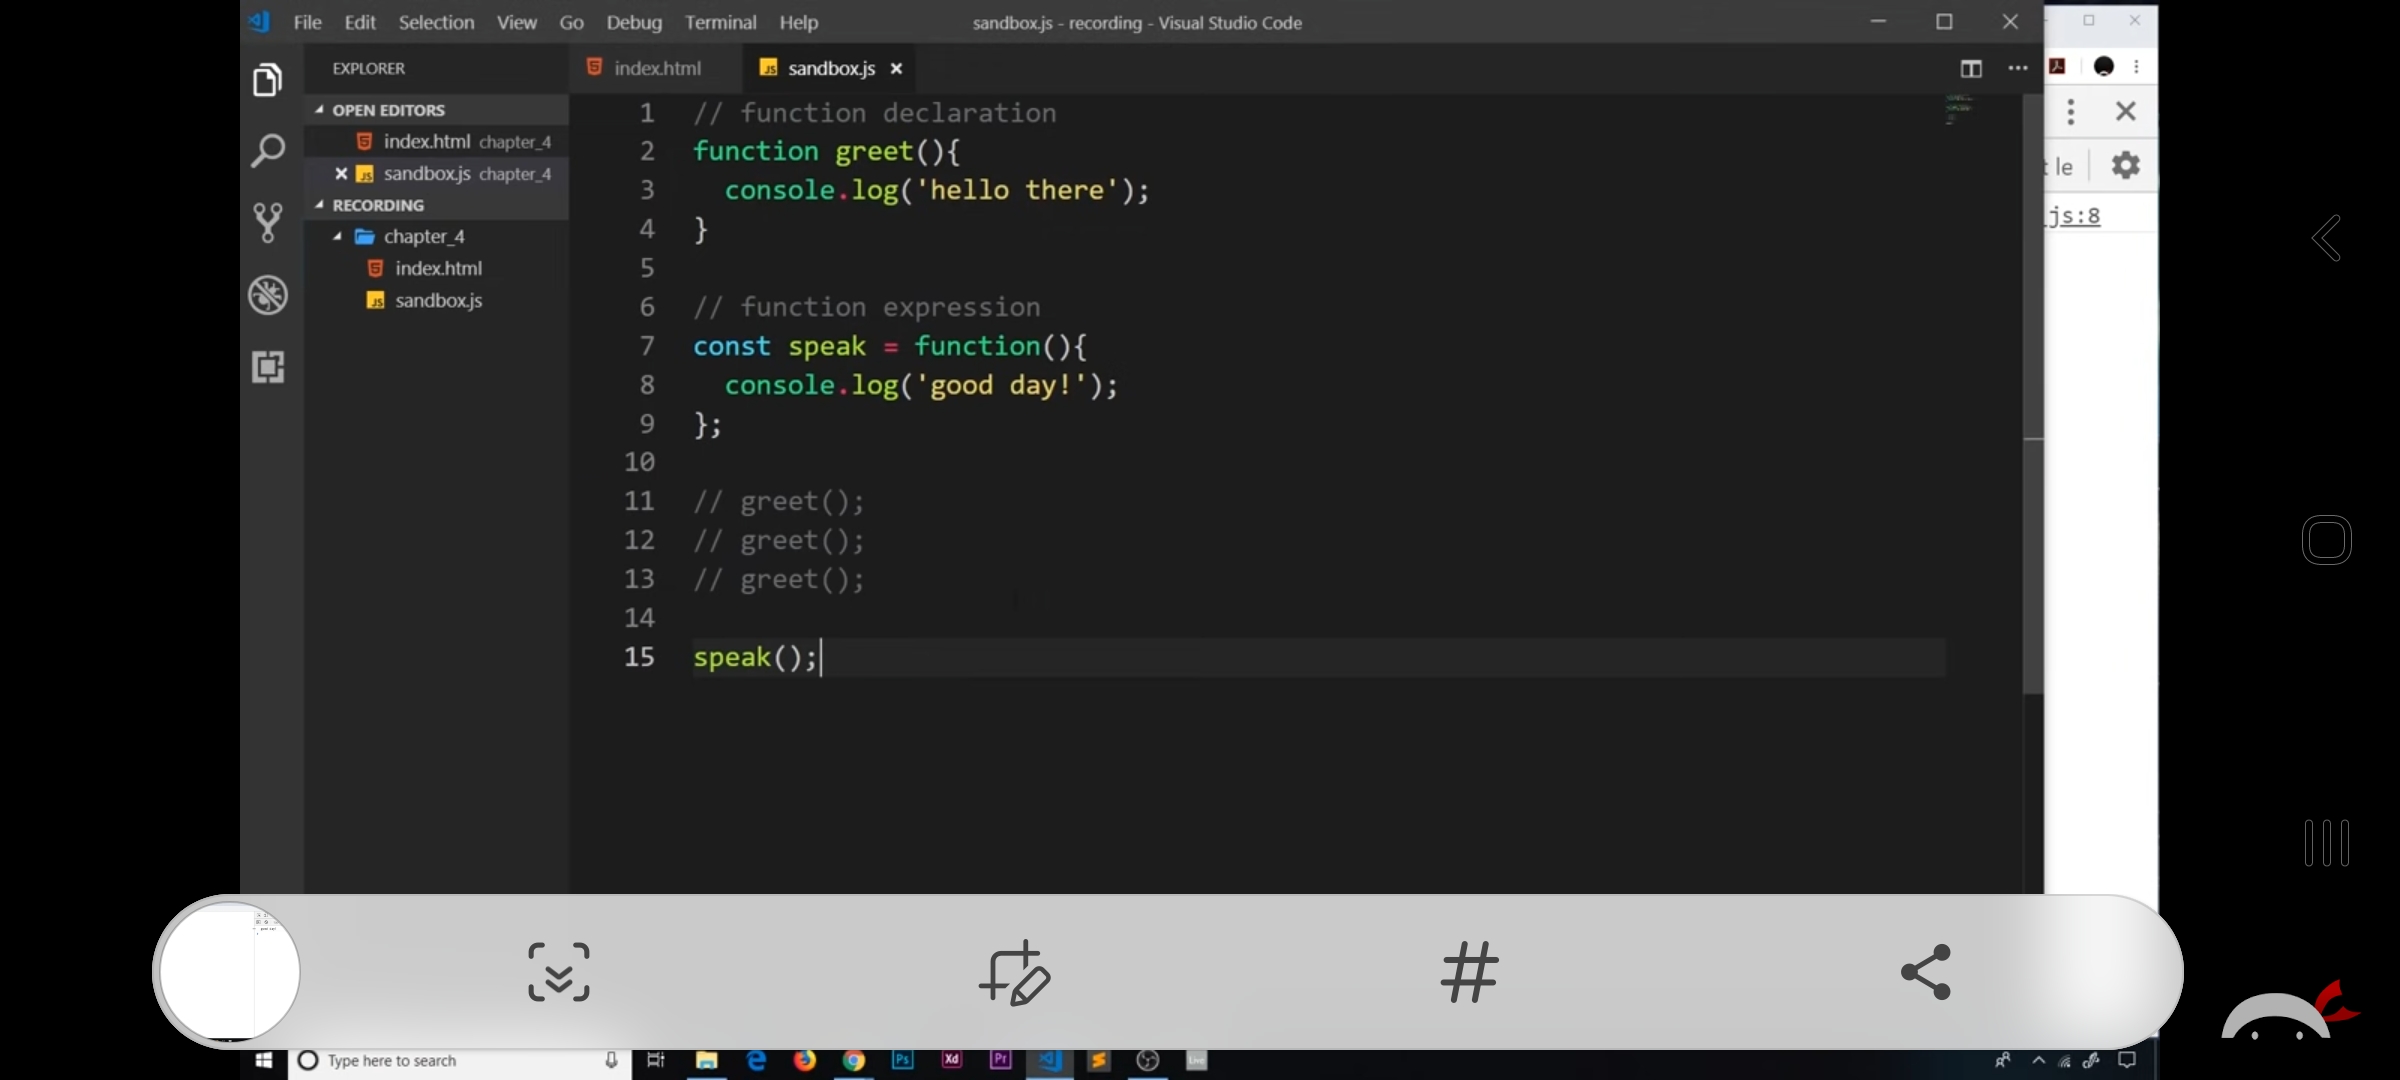 File Edit Selection View Go Debug Terminal Help
sandbox.js - recording - Visual Studio Code
EXPLORER
OPEN EDITORS
index.html chapter_4
sandbox.js chapter_4
RECORDING
chapter_4
index.html
sandbox.js
index.html
sandbox.js
1 // function declaration
2 function greet(){
3 console.log('hello there');
4 }
5
6 // function expression
7 const speak = function(){
8 console.log('good day!');
9 };
10
11 // greet();
12 // greet();
13 // greet();
14
15 speak();
le
js:8
Type here to search
Ps
Xd
Pr
Live